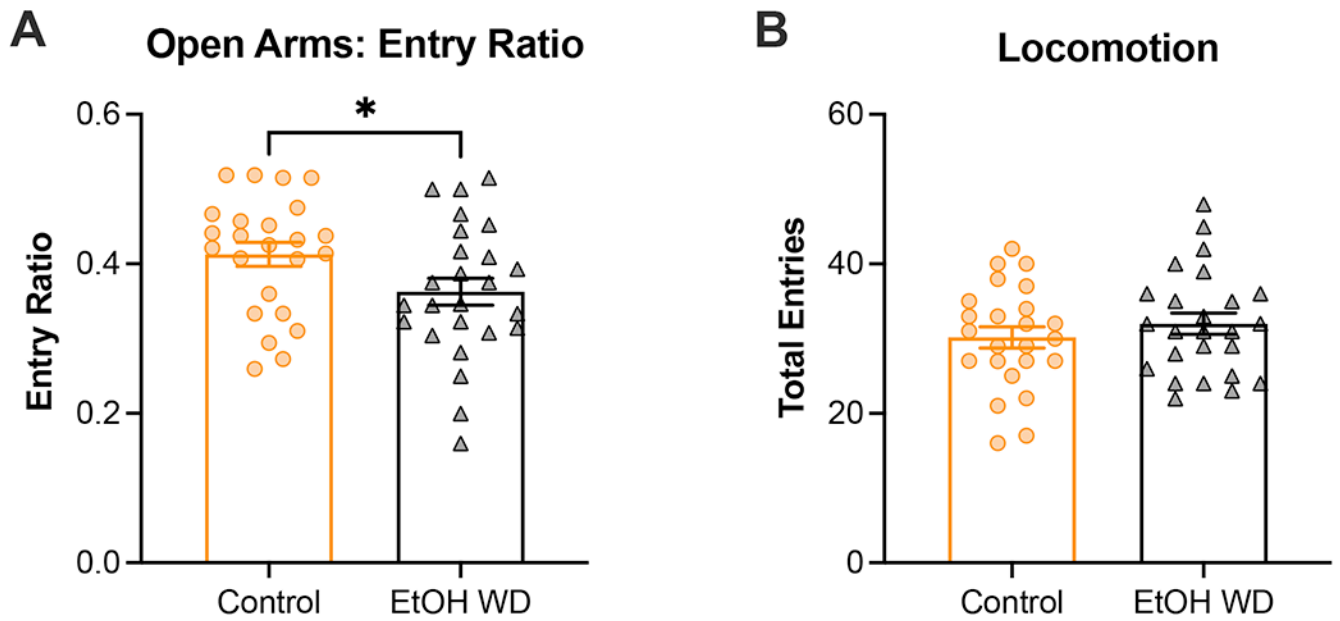 A
Open Arms: Entry Ratio
*
Entry Ratio
0.6
0.4
0.2
0.0
Control
EtOH WD
B
Locomotion
Total Entries
60
40
20
0
Control
EtOH WD